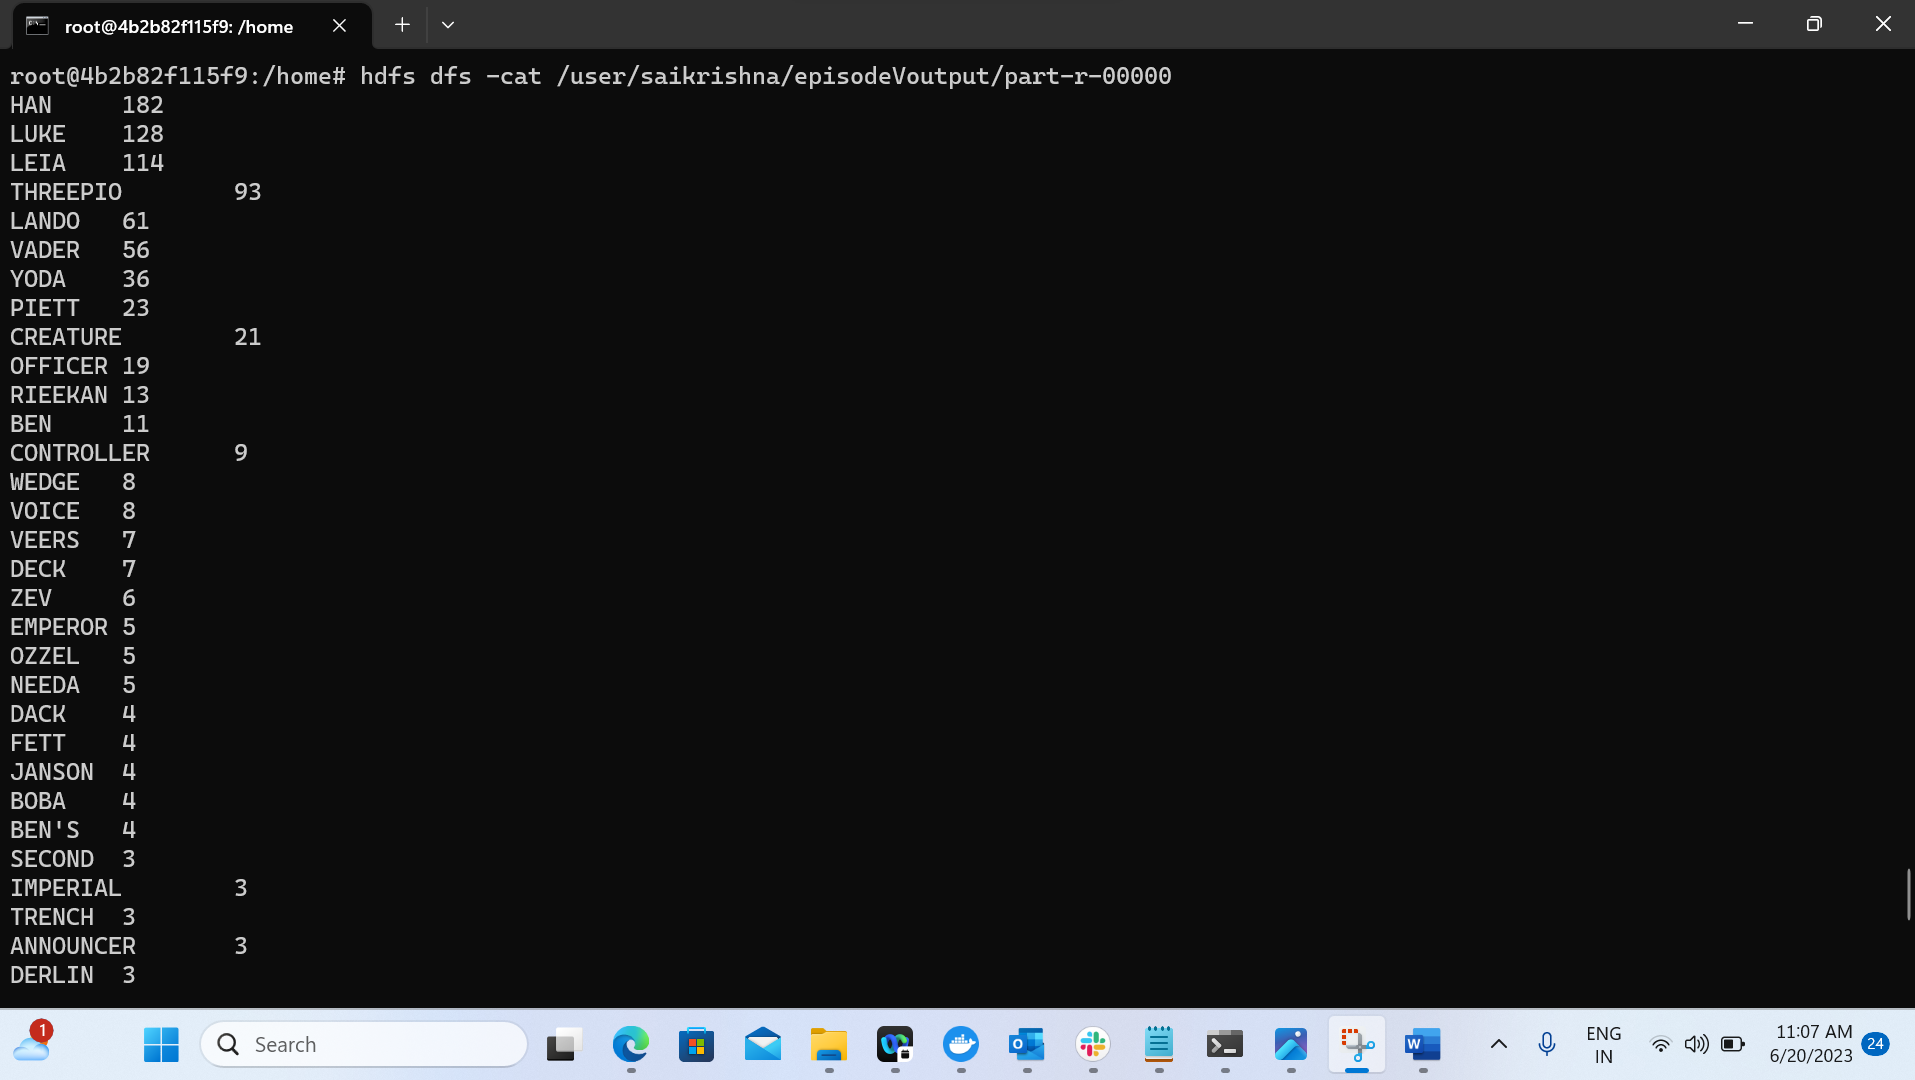 root@4b2b82f115f9: /home
root@4b2b82f115f9:/home# hdfs dfs -cat /user/saikrishna/episodeVoutput/part-r-00000
HAN 182
LUKE 128
LEIA 114
THREEPIO 93
LANDO 61
VADER 56
YODA 36
PIETT 23
CREATURE 21
OFFICER 19
RIEEKAN 13
BEN 11
CONTROLLER 9
WEDGE 8
VOICE 8
VEERS 7
DECK 7
ZEV 6
EMPEROR 5
OZZEL 5
NEEDA 5
DACK 4
FETT 4
JANSON 4
BOBA 4
BEN'S 4
SECOND 3
IMPERIAL 3
TRENCH 3
ANNOUNCER 3
DERLIN 3
1
Search
ENG
IN
11:07 AM
6/20/2023
24